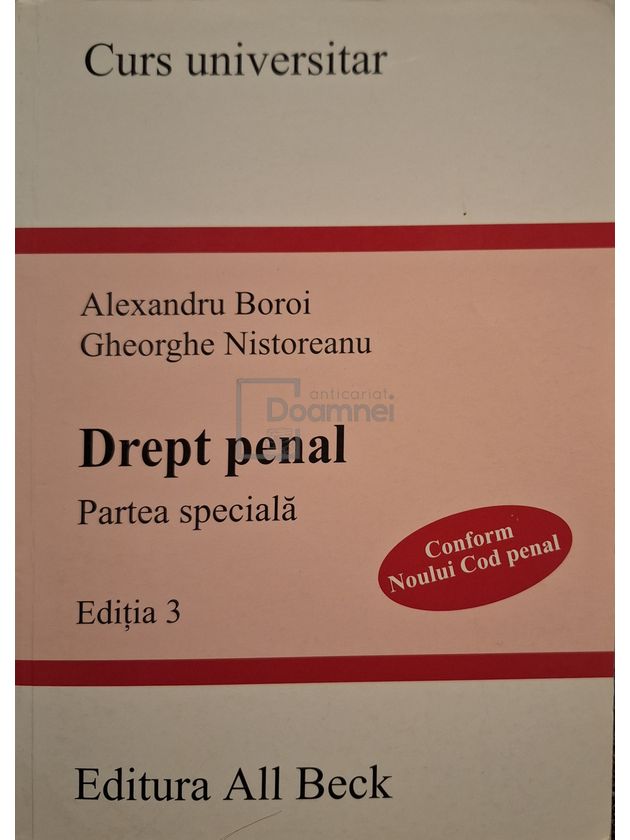 Curs universitar
Alexandru Boroi
Gheorghe Nistoreanu
anticariat
Doamnei
Drept penal
Partea specială
Conform
Noului Cod penal
Ediția 3
Editura All Beck